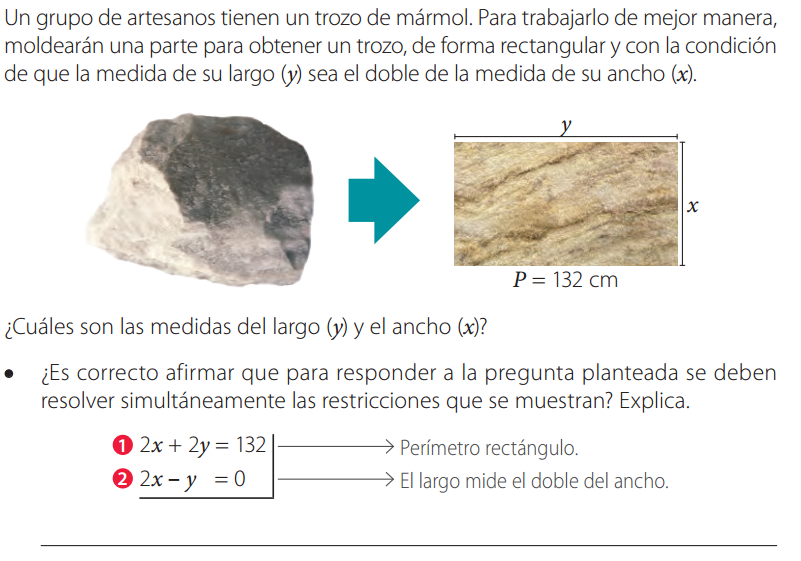 Un grupo de artesanos tienen un trozo de mármol. Para trabajarlo de mejor manera,
moldearán una parte para obtener un trozo, de forma rectangular y con la condición
de que la medida de su largo (y) sea el doble de la medida de su ancho (x).
y
x
P = 132 cm
¿Cuáles son las medidas del largo (y) y el ancho (x)?
• ¿Es correcto afirmar que para responder a la pregunta planteada se deben
resolver simultáneamente las restricciones que se muestran? Explica.
1 2x + 2y = 132 Perímetro rectángulo.
2 2x – y = 0 El largo mide el doble del ancho.